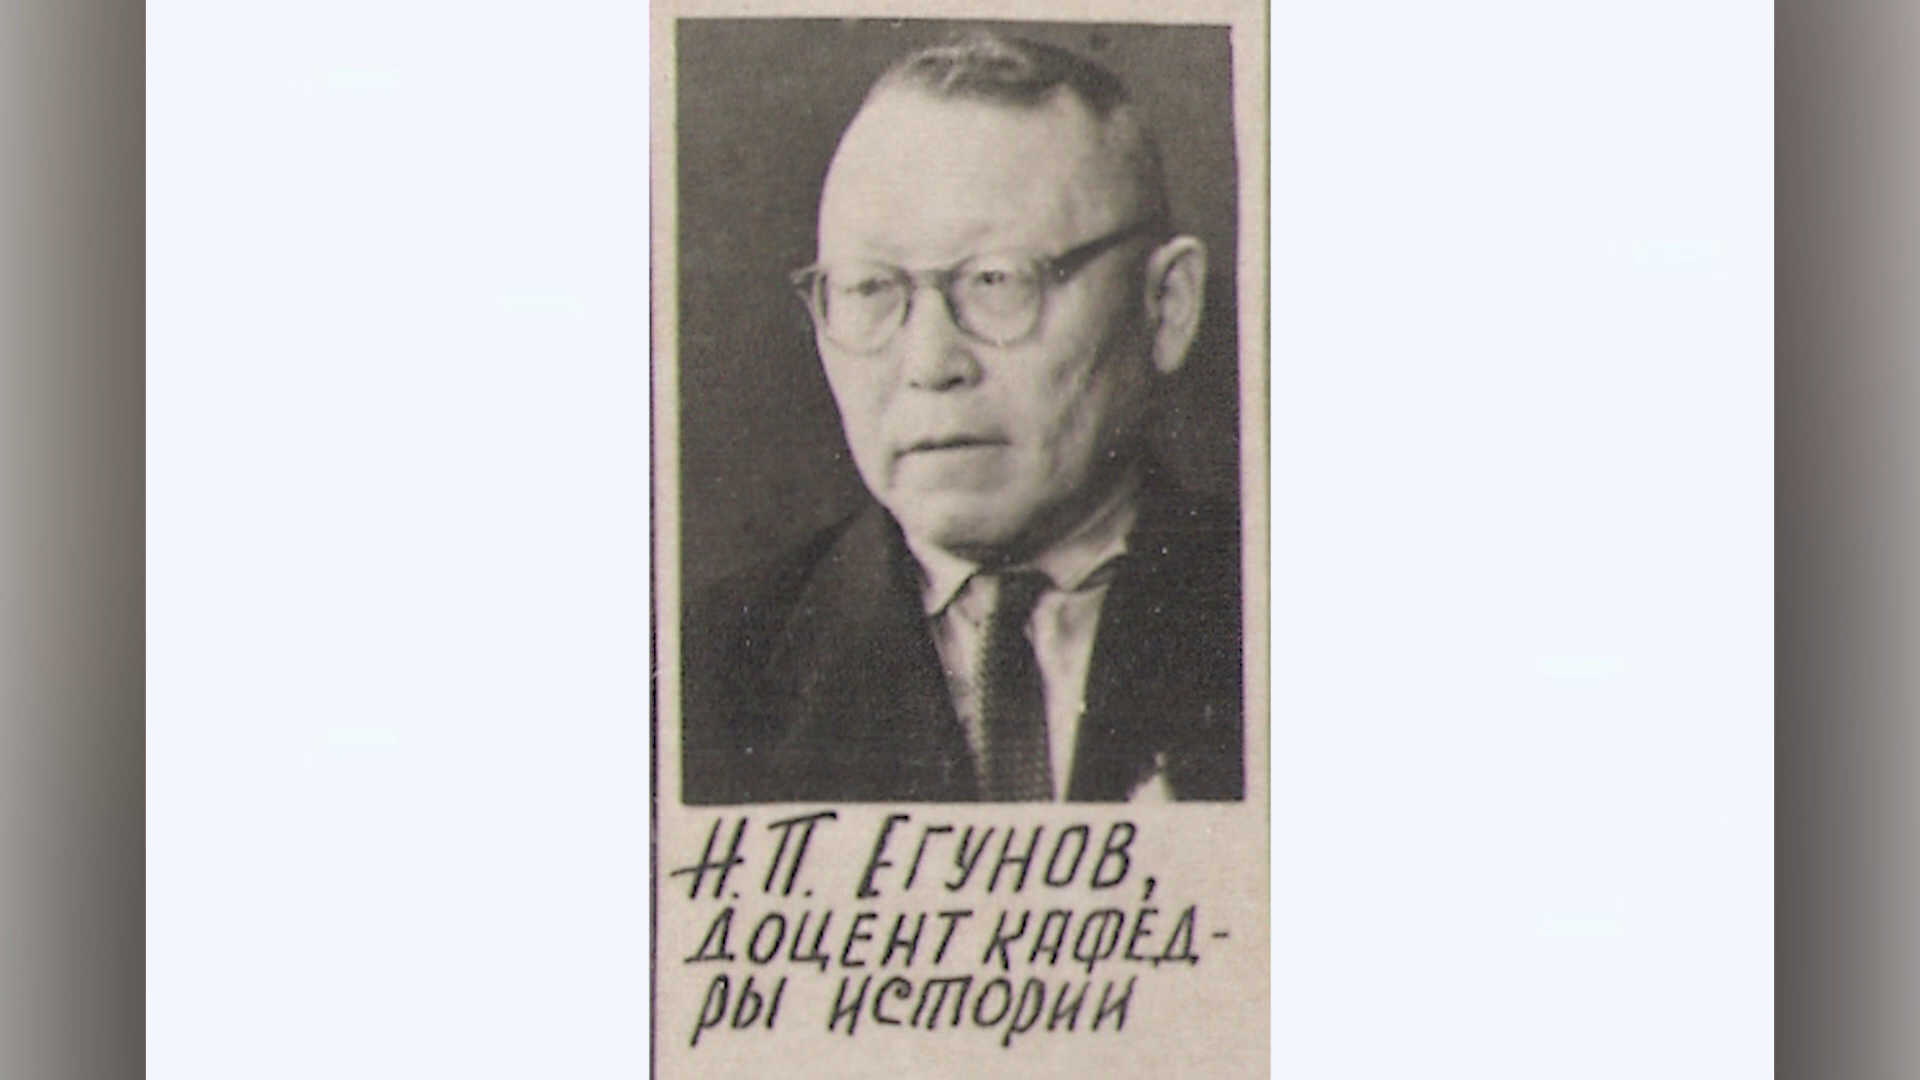 Н.П. ЕГУНОВ,
ДОЦЕНТ КАФЕД-
РЫ ИСТОРИИ